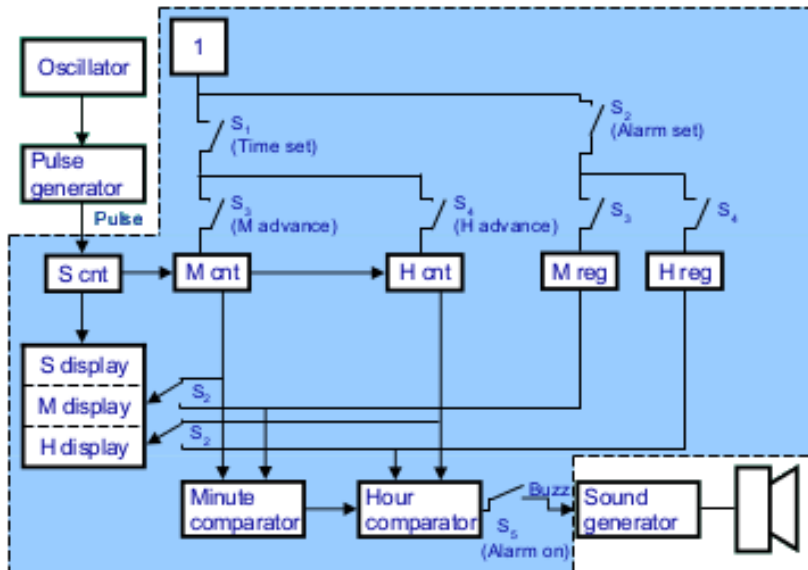 1
Oscillator
S1
(Time set)
S2
(Alarm set)
Pulse
generator
Pulse
S3
(M advance)
S4
(H advance)
S3
S4
S cnt
M cnt
H cnt
M reg
H reg
S display
M display
H display
S2
S2
Minute
comparator
Hour
comparator
Buzz
S5
(Alarm on)
Sound
generator